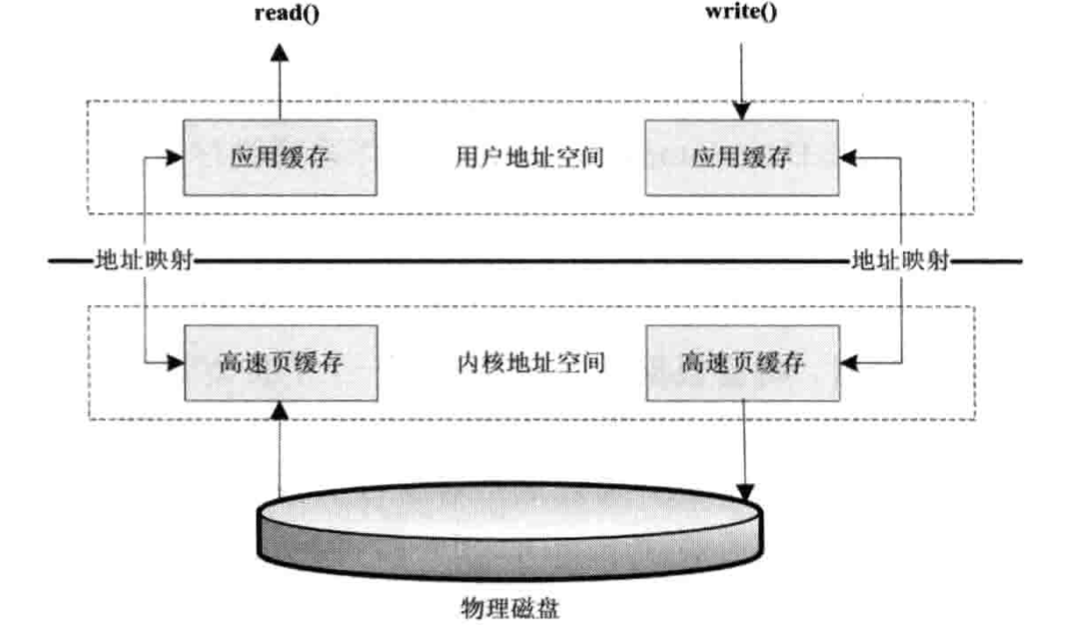 read() write()
应用缓存 用户地址空间 应用缓存
地址映射 地址映射
高速页缓存 内核地址空间 高速页缓存
物理磁盘